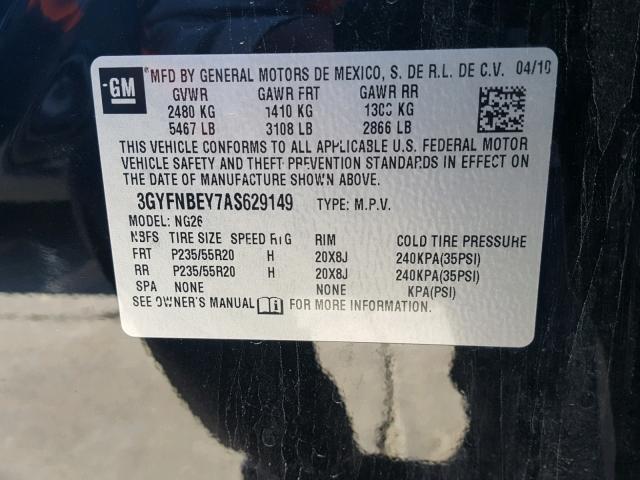 GM
MFD BY GENERAL MOTORS DE MEXICO, S. DE R.L. DE C.V. 04/10
GVWR GAWR FRT GAWR RR
2480 KG 1410 KG 1300 KG
5467 LB 3108 LB 2866 LB
THIS VEHICLE CONFORMS TO ALL APPLICABLE U.S. FEDERAL MOTOR
VEHICLE SAFETY AND THEFT PREVENTION STANDARDS IN EFFECT ON
THE DATE OF MANUFACTURE SHOWN ABOVE.
3GYFNBEY7AS629149 TYPE: M.P.V.
MODEL: NG26
NBFS TIRE SIZE SPEED RTG RIM COLD TIRE PRESSURE
FRT P235/55R20 H 20X8J 240KPA(35PSI)
RR P235/55R20 H 20X8J 240KPA(35PSI)
SPA NONE NONE KPA(PSI)
SEE OWNER'S MANUAL i FOR MORE INFORMATION.